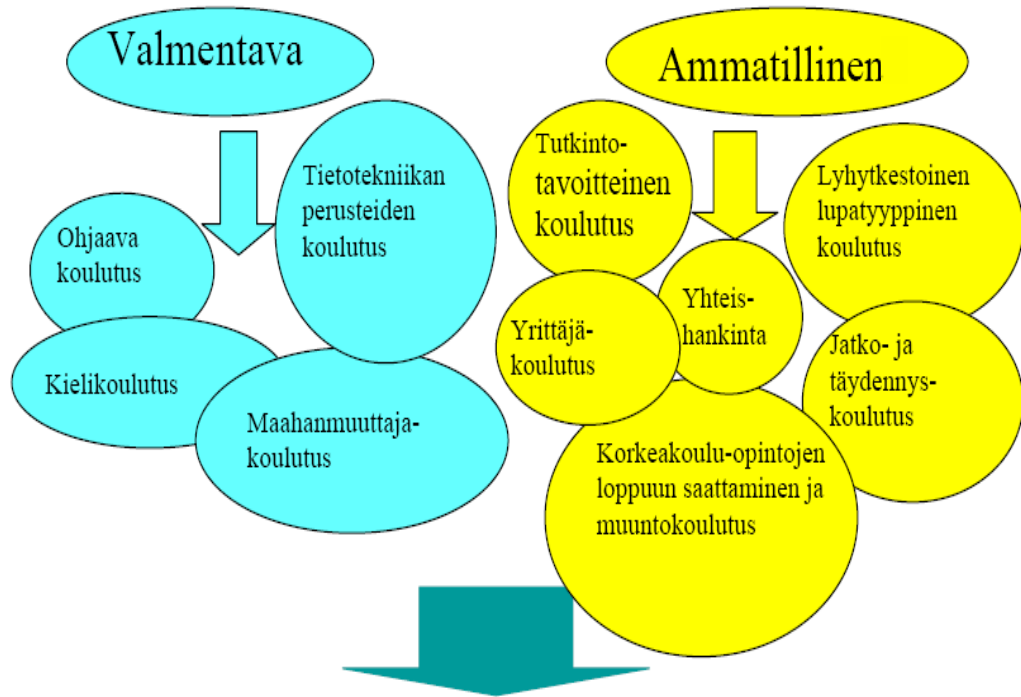 Valmentava
Ammatillinen
Tietotekniikan
perusteiden
koulutus
Ohjaava
koulutus
Kielikoulutus
Maahanmuuttaja-
koulutus
Tutkinto-
tavoitteinen
koulutus
Lyhytkestoinen
lupatyyppinen
koulutus
Yhteis-
hankinta
Yrittäjä-
koulutus
Jatko- ja
täydennys-
koulutus
Korkeakoulu-opintojen
loppuun saattaminen ja
muuntokoulutus